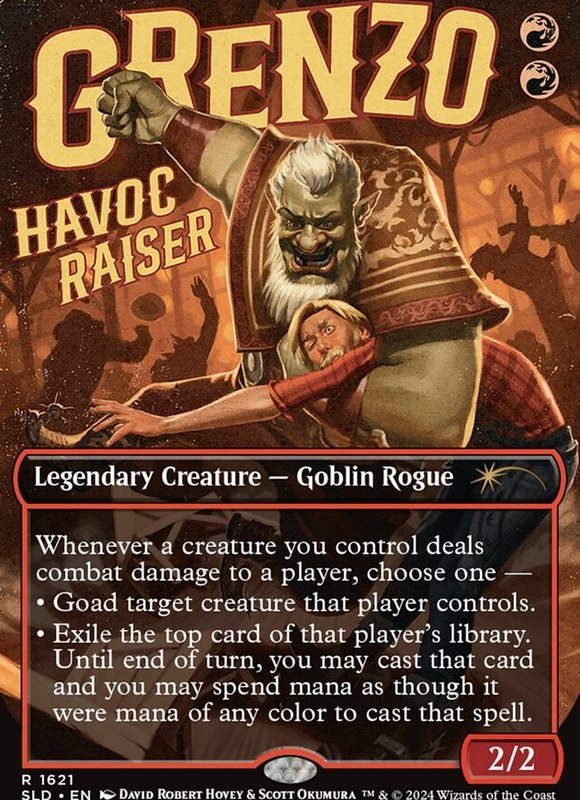 GRENZO
HAVOC
RAISER
Legendary Creature — Goblin Rogue
Whenever a creature you control deals
combat damage to a player, choose one —
• Goad target creature that player controls.
• Exile the top card of that player's library.
Until end of turn, you may cast that card
and you may spend mana as though it
were mana of any color to cast that spell.
2/2
R 1621
SLD • EN DAVID ROBERT HOVEY & SCOTT OKUMURA ™ & © 2024 Wizards of the Coast